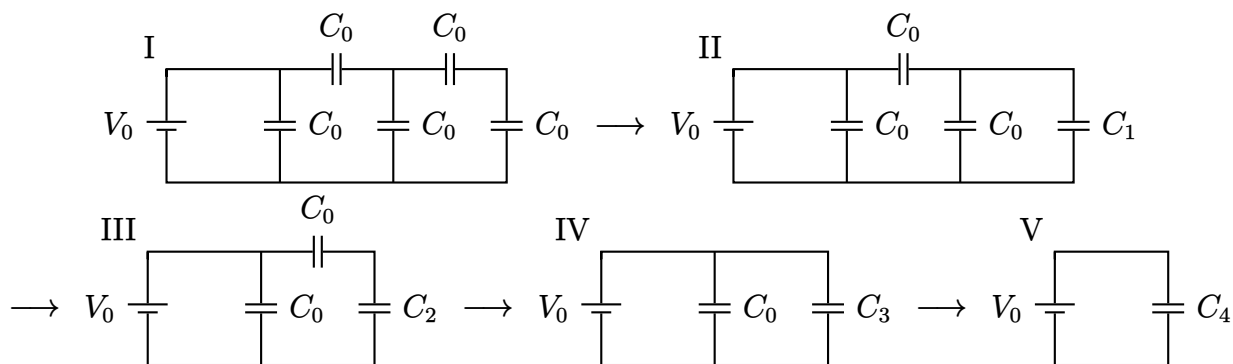 C₀ C₀ C₀
I II
V₀ C₀ C₀ C₀ ⟶ V₀ C₀ C₀ C₁
C₀
III IV V
⟶ V₀ C₀ C₂ ⟶ V₀ C₀ C₃ ⟶ V₀ C₄